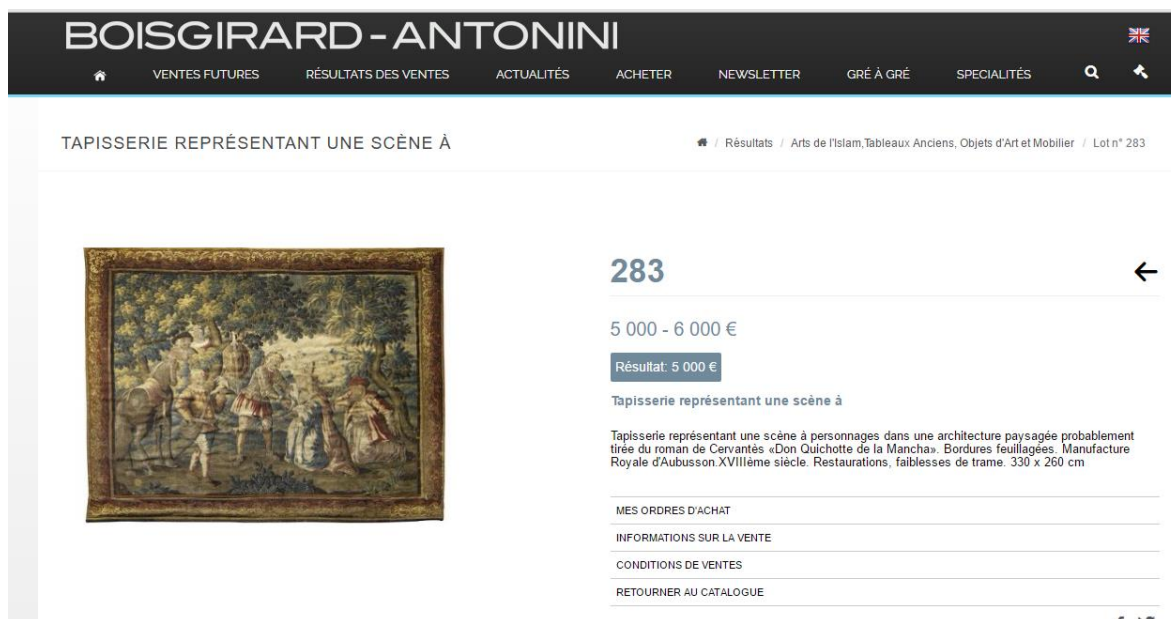 BOISGIRARD - ANTONINI
VENTES FUTURES RÉSULTATS DES VENTES ACTUALITÉS ACHETER NEWSLETTER GRÉ À GRÉ SPECIALITÉS
TAPISSERIE REPRÉSENTANT UNE SCÈNE À
/ Résultats / Arts de l'Islam,Tableaux Anciens, Objets d'Art et Mobilier / Lot n° 283
283
5 000 - 6 000 €
Résultat: 5 000 €
Tapisserie représentant une scène à
Tapisserie représentant une scène à personnages dans une architecture paysagée probablement
tirée du roman de Cervantès «Don Quichotte de la Mancha». Bordures feuillagées. Manufacture
Royale d'Aubusson.XVIIIème siècle. Restaurations, faiblesses de trame. 330 x 260 cm
MES ORDRES D'ACHAT
INFORMATIONS SUR LA VENTE
CONDITIONS DE VENTES
RETOURNER AU CATALOGUE